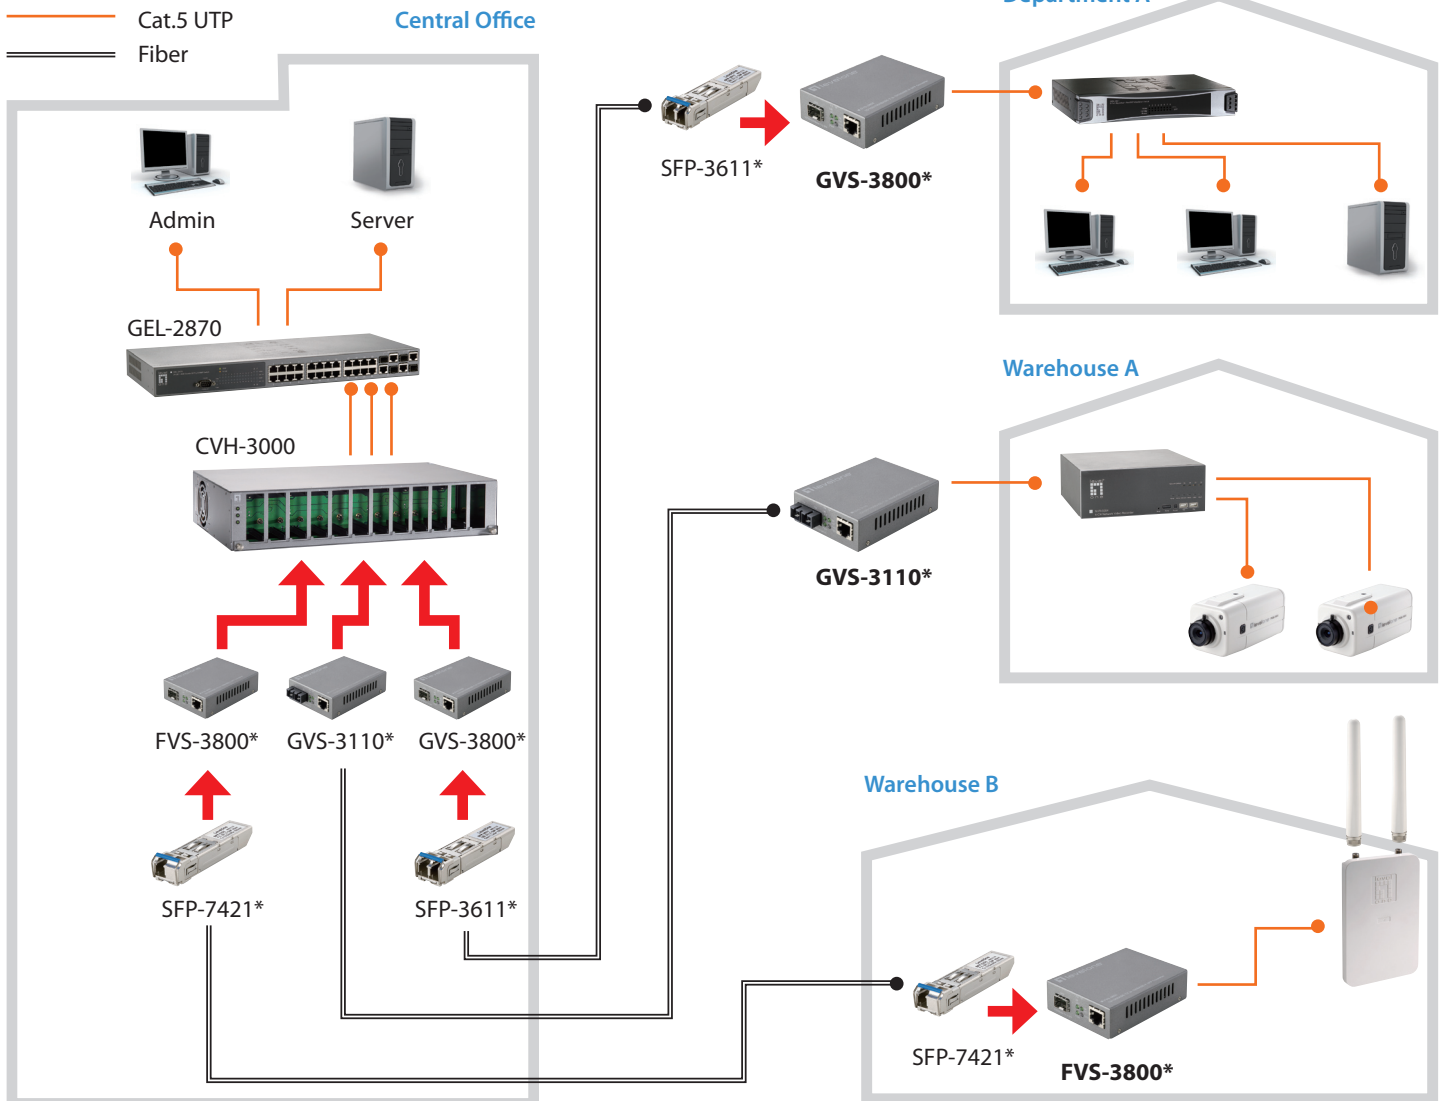 Cat.5 UTP
Fiber
Central Office
Department A
SFP-3611*
GVS-3800*
Admin
Server
GEL-2870
CVH-3000
Warehouse A
GVS-3110*
FVS-3800*
GVS-3110*
GVS-3800*
SFP-7421*
SFP-3611*
Warehouse B
SFP-7421*
FVS-3800*